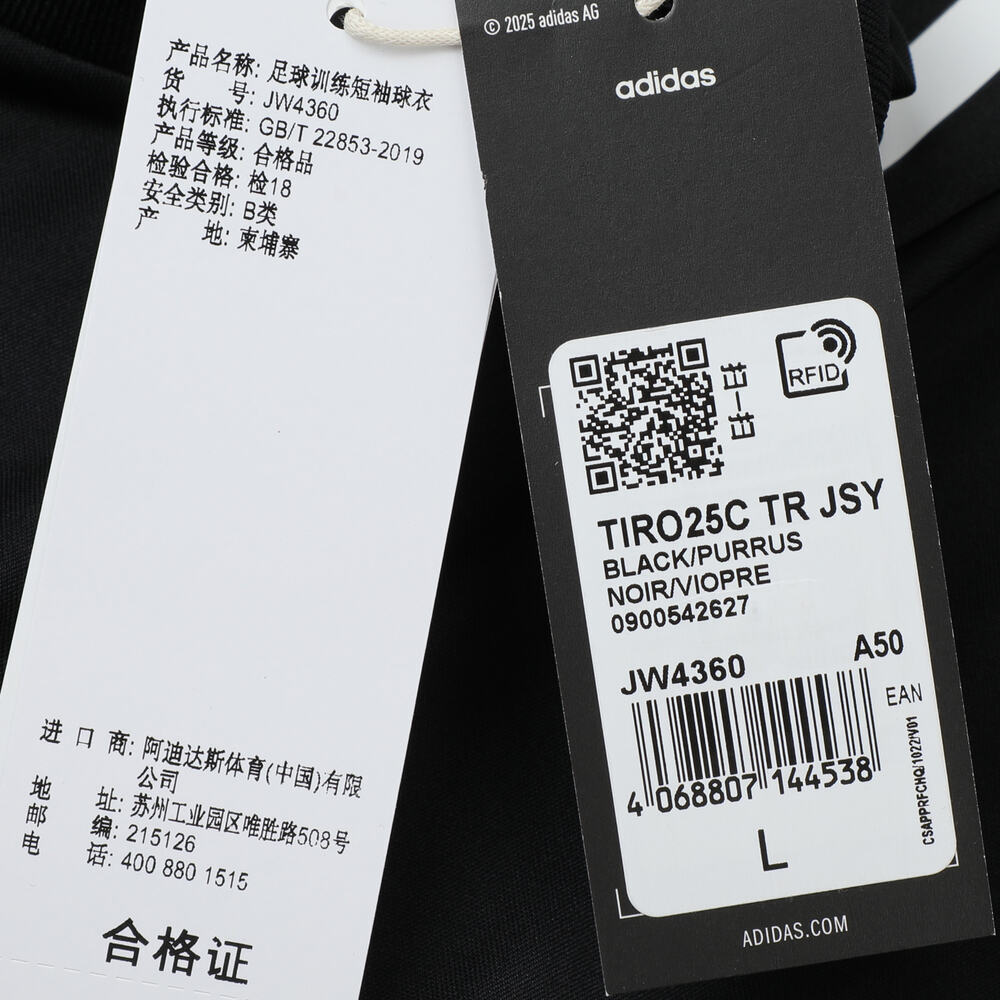 产品名称: 足球训练短袖球衣
货 号: JW4360
执行标准: GB/T 22853-2019
产品等级: 合格品
检验合格: 检18
安全类别: B类
产 地: 柬埔寨
进 口 商: 阿迪达斯体育(中国)有限
公司
地 址: 苏州工业园区唯胜路508号
邮 编: 215126
电 话: 400 880 1515
合格证
© 2025 adidas AG
adidas
RFID
TIRO25C TR JSY
BLACK/PURRUS
NOIR/VIOPRE
0900542627
JW4360 A50
EAN
4 068807 144538
CSAPPRFCHQ/1022/V01
L
ADIDAS.COM